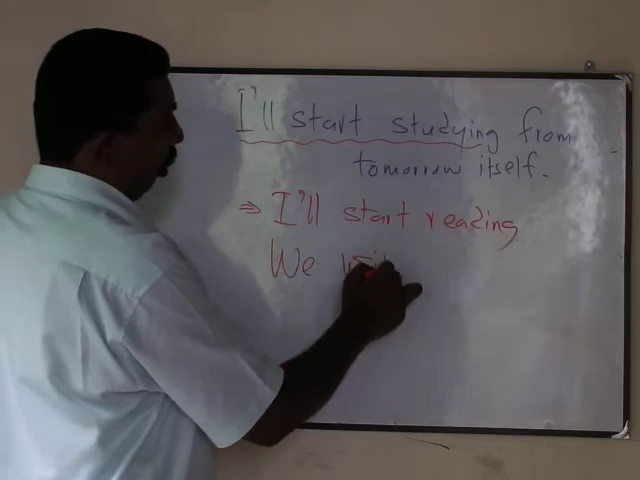 I'll start studying from
tomorrow itself.
⇒ I'll start reading
We